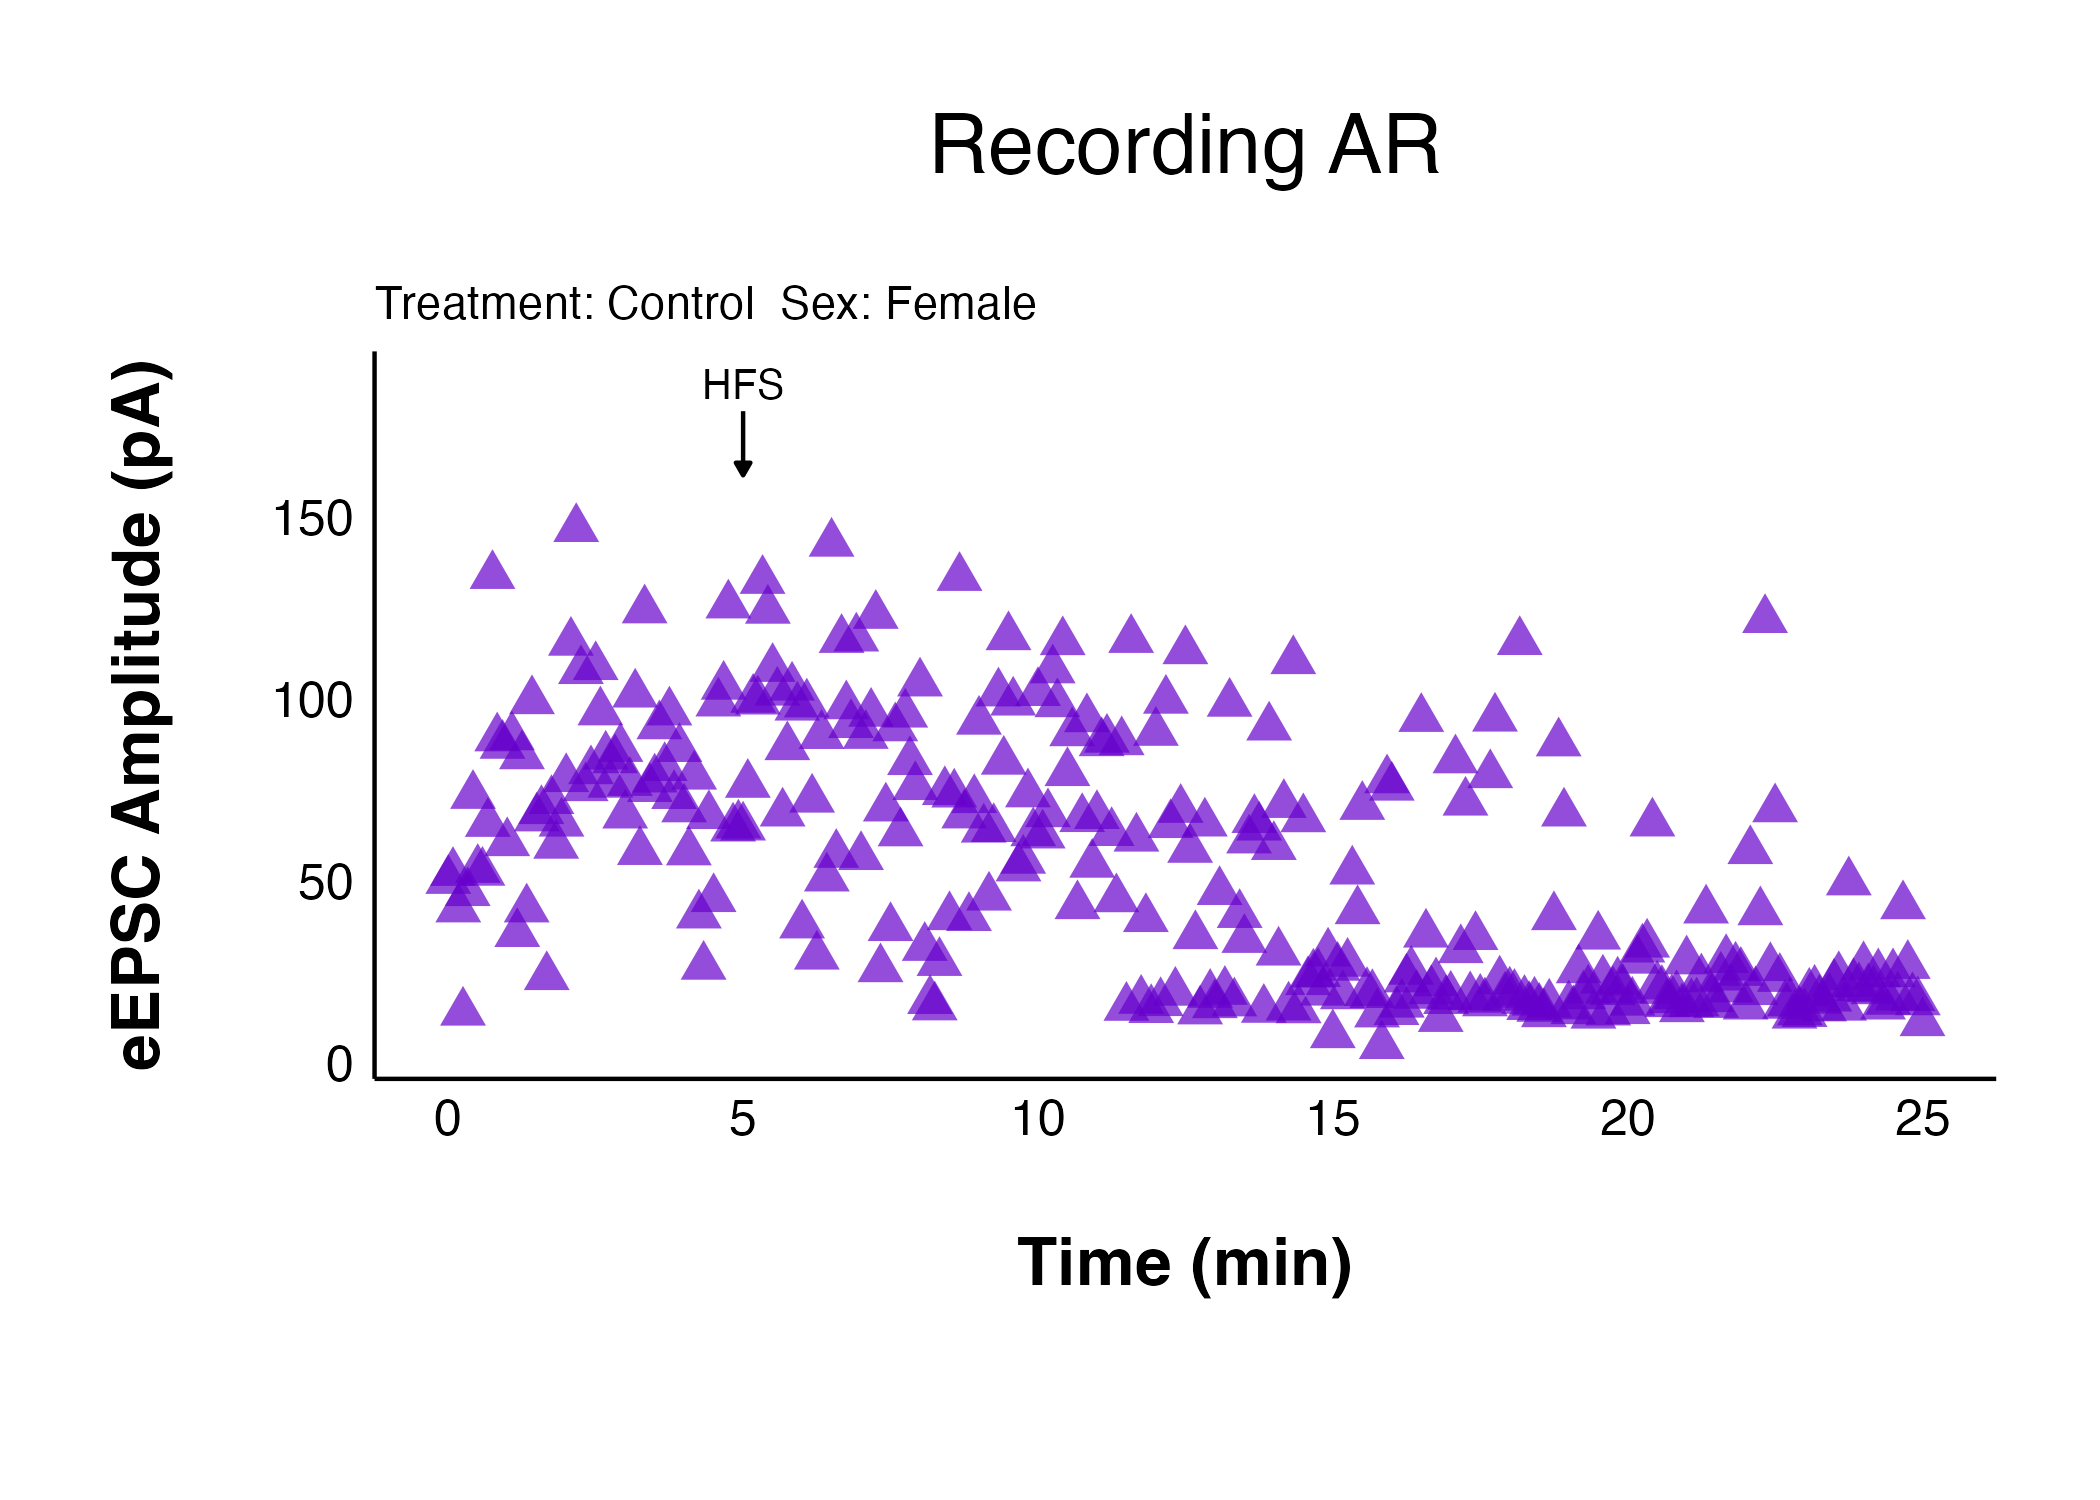 Recording AR
Treatment: Control  Sex: Female
HFS
eEPSC Amplitude (pA)
150
100
50
0
0 5 10 15 20 25
Time (min)